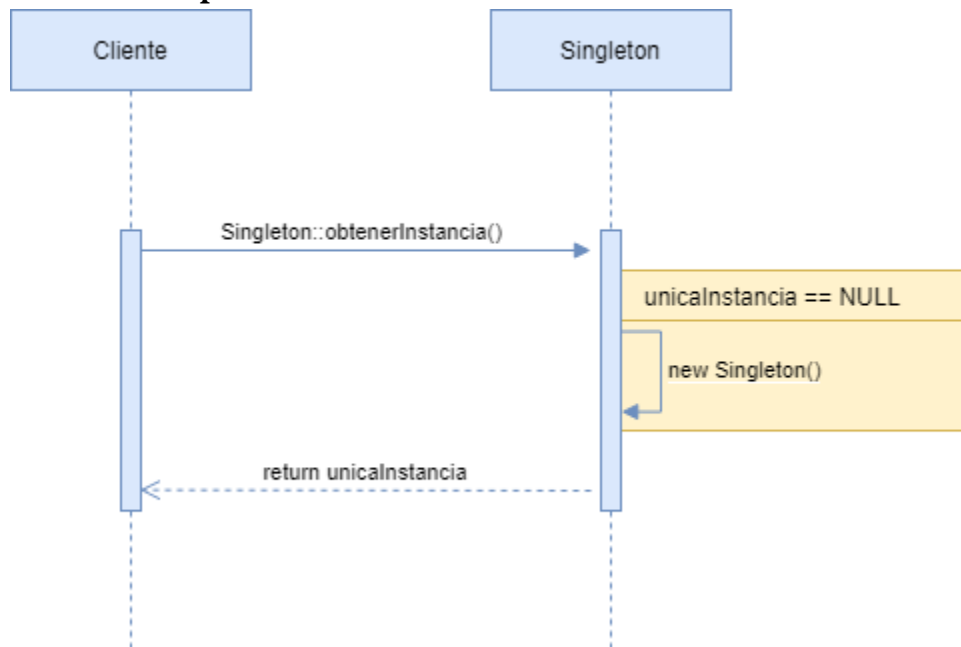 Cliente
Singleton
Singleton::obtenerInstancia()
unicaInstancia == NULL
new Singleton()
return unicaInstancia